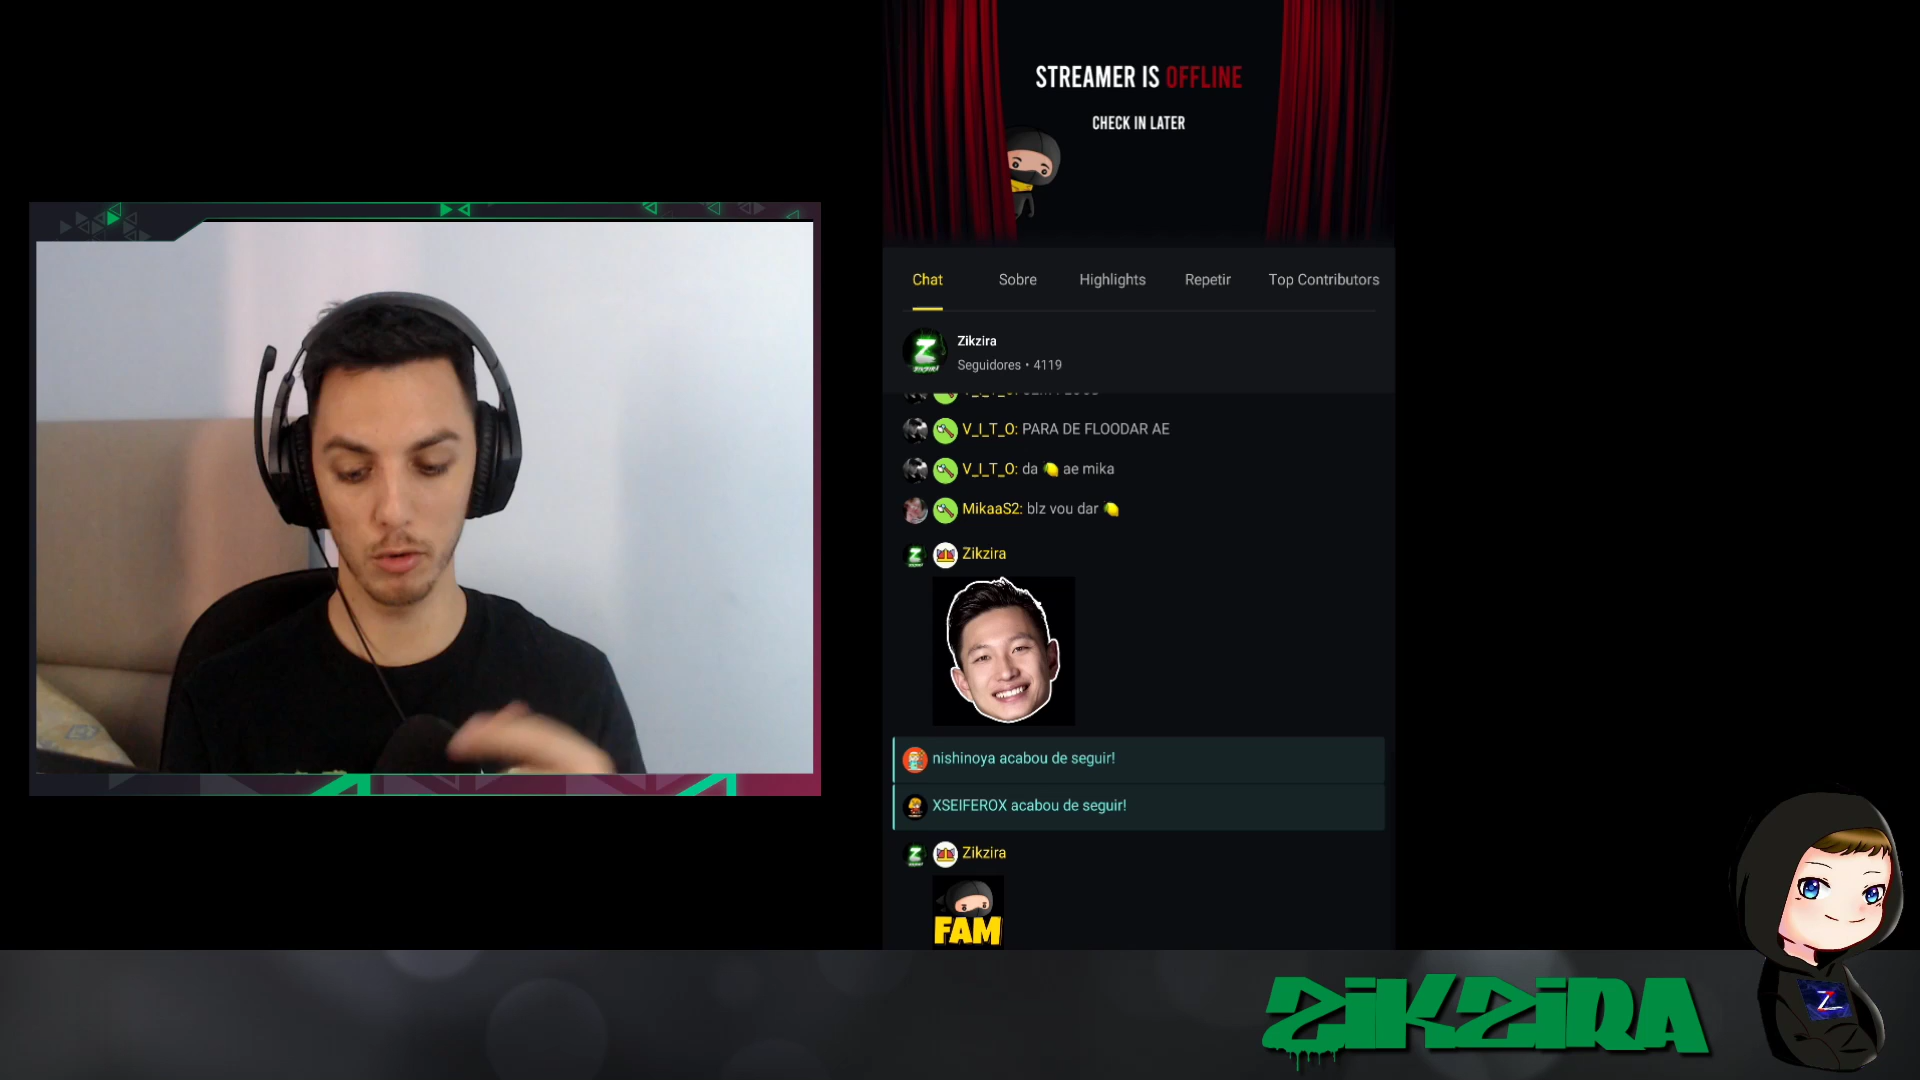 STREAMER IS OFFLINE
CHECK IN LATER
Chat Sobre Highlights Repetir Top Contributors
Zikzira
Seguidores • 4119
V_I_T_O: PARA DE FLOODAR AE
V_I_T_O: da 🍋 ae mika
MikaaS2: blz vou dar 🍋
Zikzira
nishinoya acabou de seguir!
XSEIFEROX acabou de seguir!
Zikzira
FAM
ZIKZIRA
Z